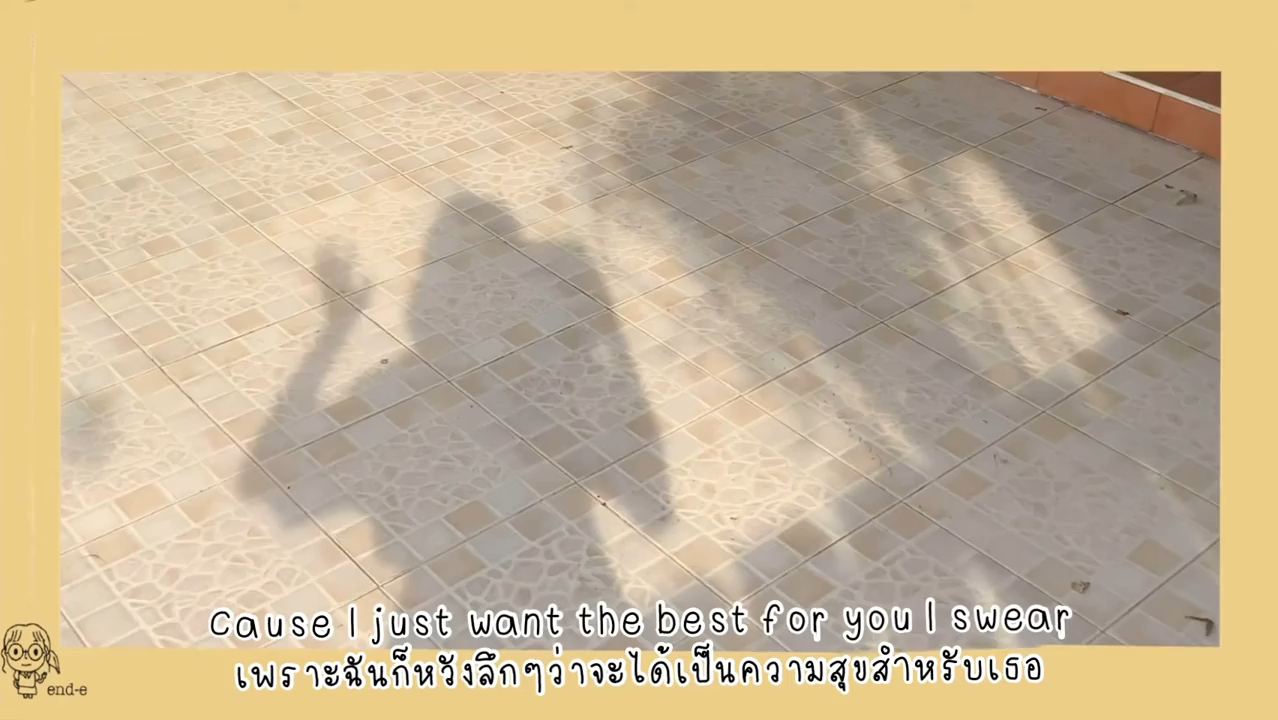 Cause I just want the best for you I swear
เพราะฉันก็หวังลึกๆว่าจะได้เป็นความสุขสำหรับเธอ
end-e